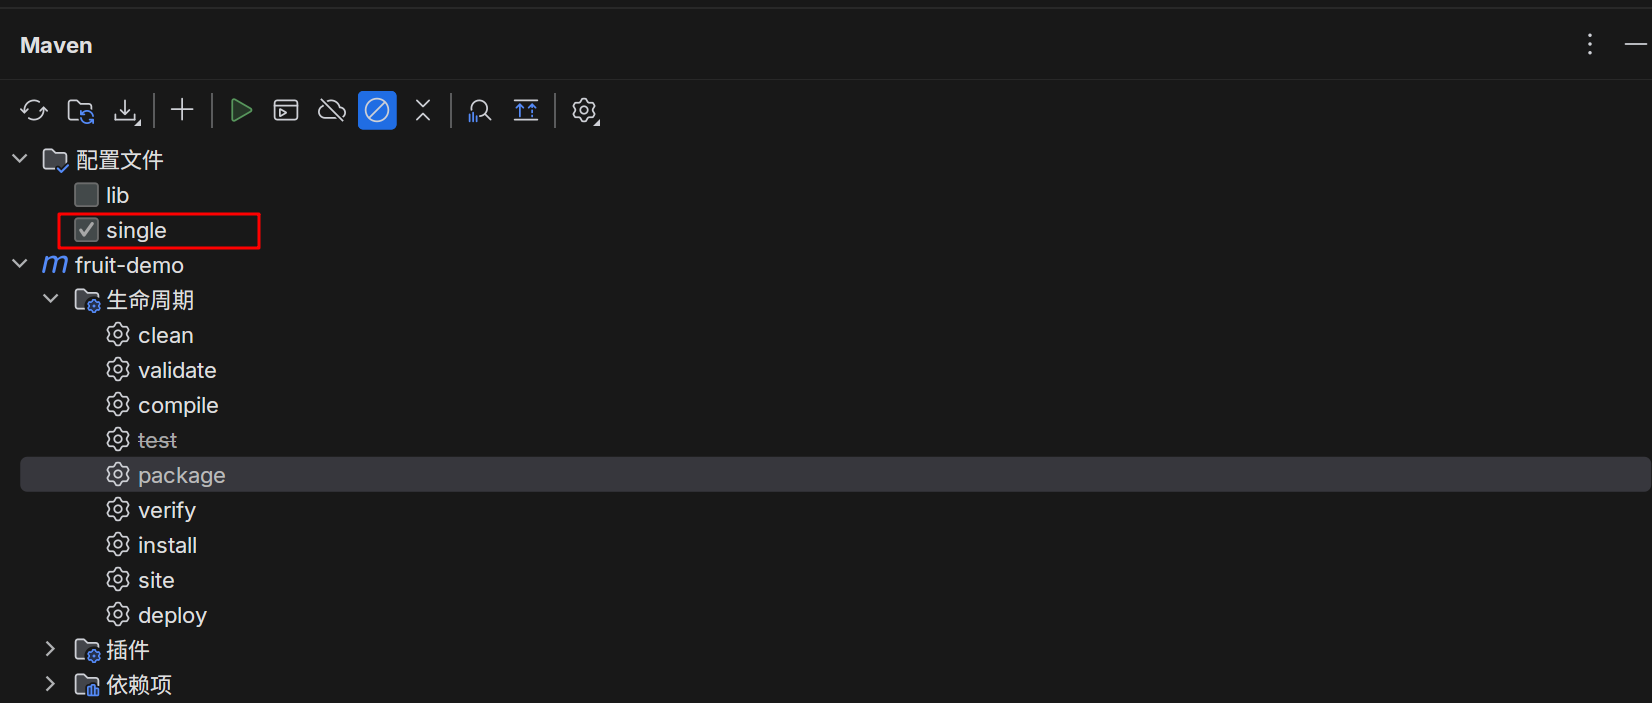 Maven
配置文件
lib
single
fruit-demo
生命周期
clean
validate
compile
test
package
verify
install
site
deploy
插件
依赖项